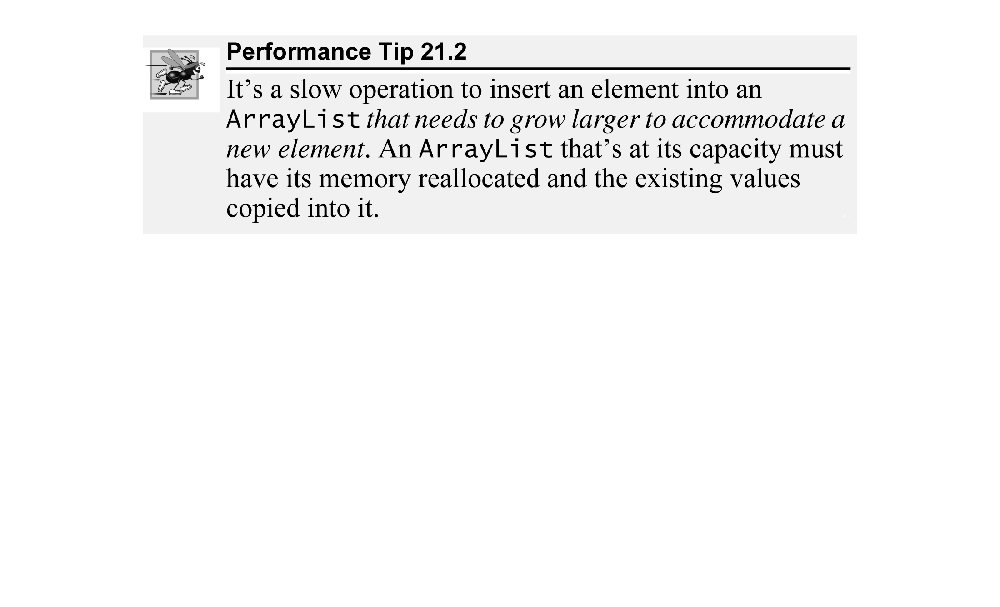 Performance Tip 21.2
It’s a slow operation to insert an element into an
ArrayList that needs to grow larger to accommodate a
new element. An ArrayList that’s at its capacity must
have its memory reallocated and the existing values
copied into it.
21.2